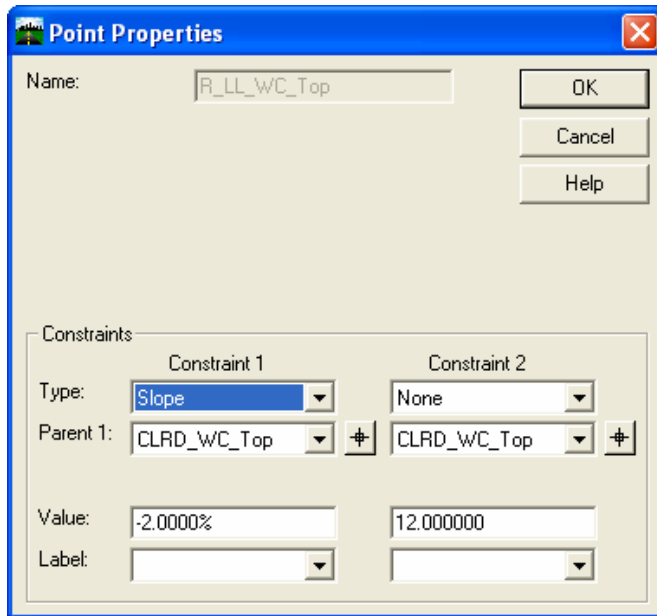 Point Properties
Name: R_LL_WC_Top OK
Cancel
Help
Constraints
Constraint 1 Constraint 2
Type: Slope None
Parent 1: CLRD_WC_Top CLRD_WC_Top
Value: -2.0000% 12.000000
Label: